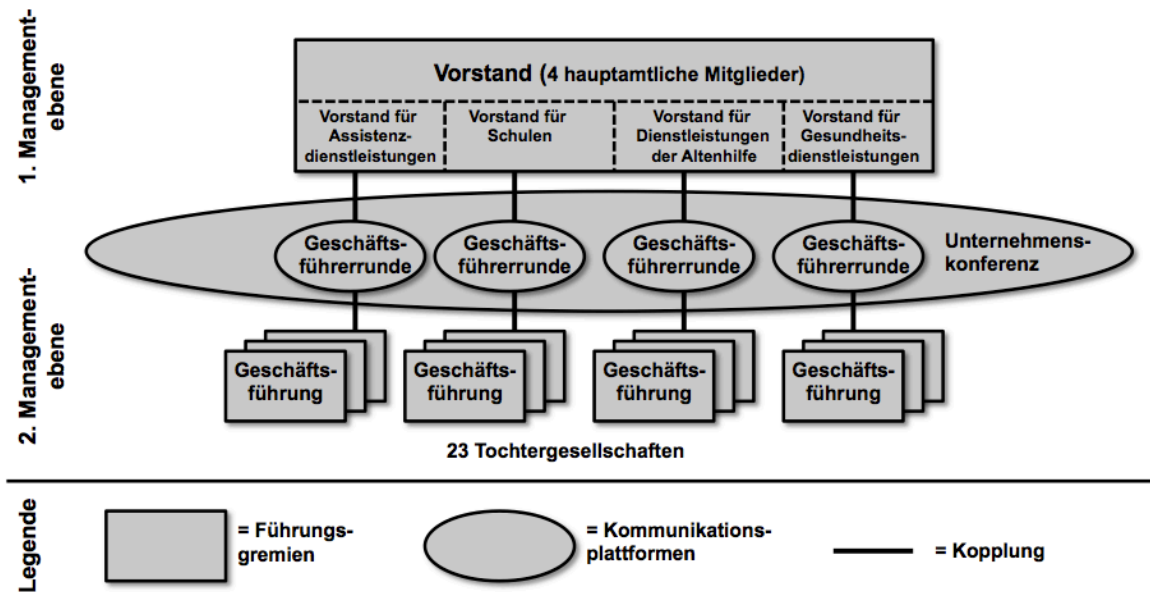 1. Management-
ebene
Vorstand (4 hauptamtliche Mitglieder)
Vorstand für
Assistenz-
dienstleistungen
Vorstand für
Schulen
Vorstand für
Dienstleistungen
der Altenhilfe
Vorstand für
Gesundheits-
dienstleistungen
Geschäfts-
führerrunde
Geschäfts-
führerrunde
Geschäfts-
führerrunde
Geschäfts-
führerrunde
Unternehmens-
konferenz
2. Management-
ebene
Geschäfts-
führung
Geschäfts-
führung
Geschäfts-
führung
Geschäfts-
führung
23 Tochtergesellschaften
Legende
= Führungs-
gremien
= Kommunikations-
plattformen
= Kopplung